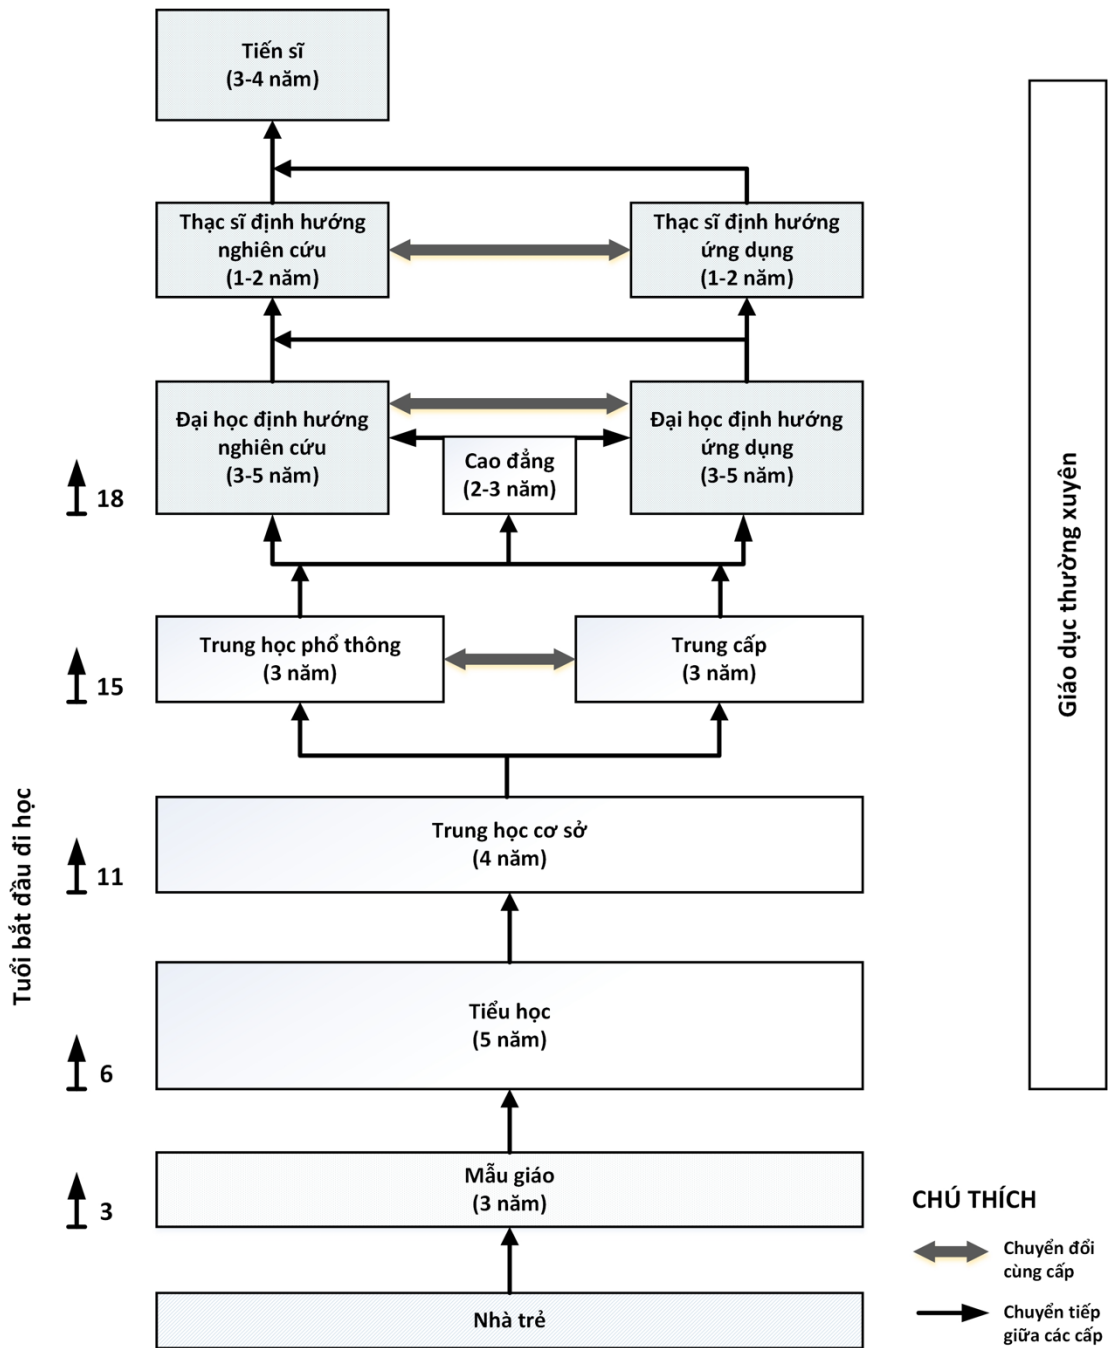 Tiến sĩ
(3-4 năm)
Thạc sĩ định hướng
nghiên cứu
(1-2 năm)
Thạc sĩ định hướng
ứng dụng
(1-2 năm)
Đại học định hướng
nghiên cứu
(3-5 năm)
Cao đẳng
(2-3 năm)
Đại học định hướng
ứng dụng
(3-5 năm)
18
Trung học phổ thông
(3 năm)
Trung cấp
(3 năm)
15
Trung học cơ sở
(4 năm)
11
Tiểu học
(5 năm)
6
Mẫu giáo
(3 năm)
3
Nhà trẻ
Tuổi bắt đầu đi học
Giáo dục thường xuyên
CHÚ THÍCH
Chuyển đổi
cùng cấp
Chuyển tiếp
giữa các cấp